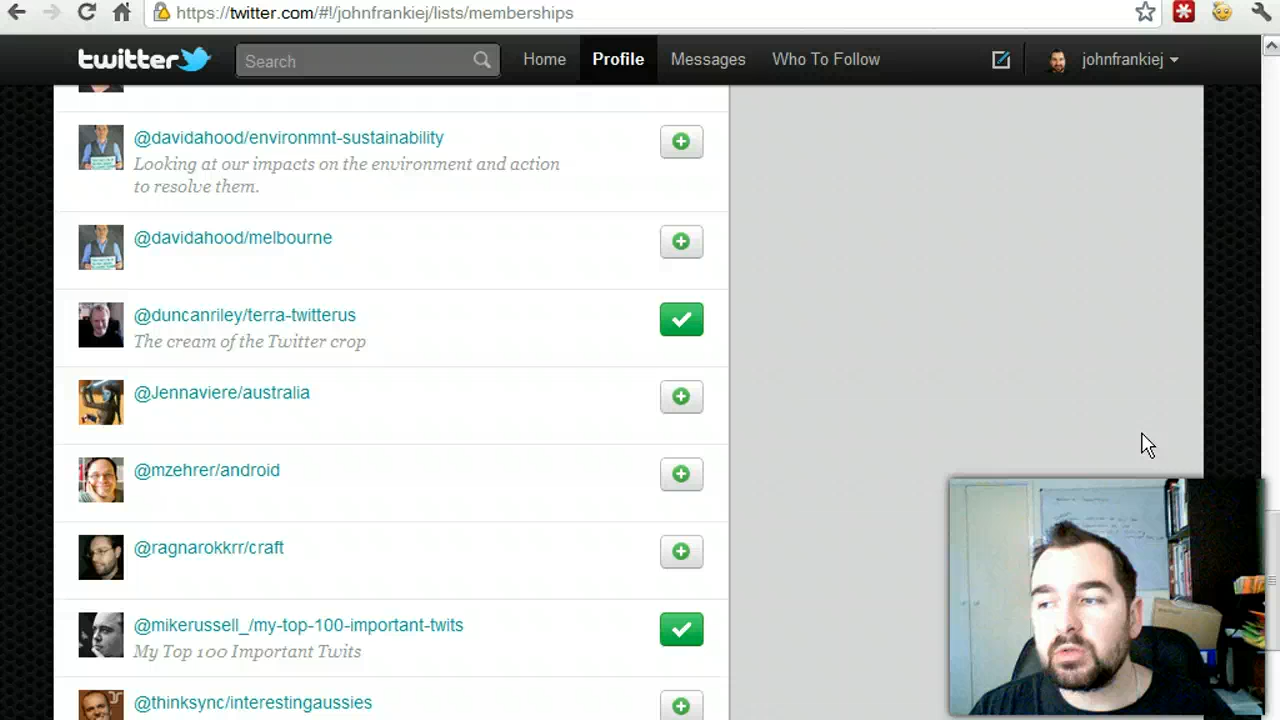 https://twitter.com/#!/johnfrankiej/lists/memberships
twitter
Search
Home
Profile
Messages
Who To Follow
johnfrankiej
@davidahood/environmnt-sustainability
Looking at our impacts on the environment and action
to resolve them.
@davidahood/melbourne
@duncanriley/terra-twitterus
The cream of the Twitter crop
@Jennaviere/australia
@mzehrer/android
@ragnarokkrr/craft
@mikerussell_/my-top-100-important-twits
My Top 100 Important Twits
@thinksync/interestingaussies